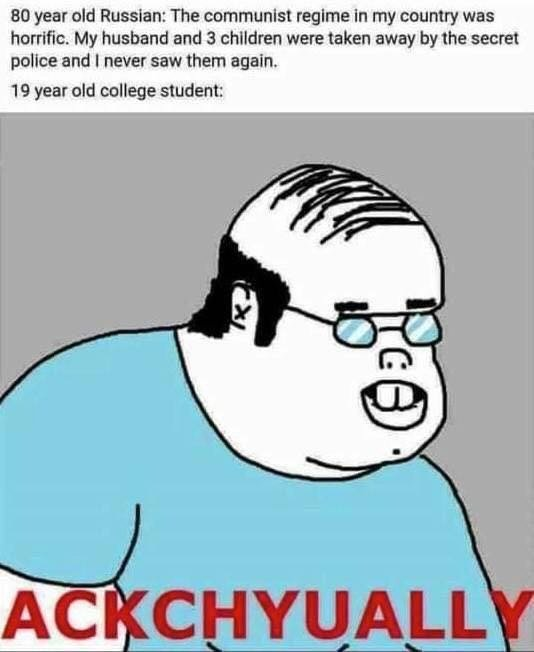 80 year old Russian: The communist regime in my country was
horrific. My husband and 3 children were taken away by the secret
police and I never saw them again.
19 year old college student:
ACKCHYUALLY